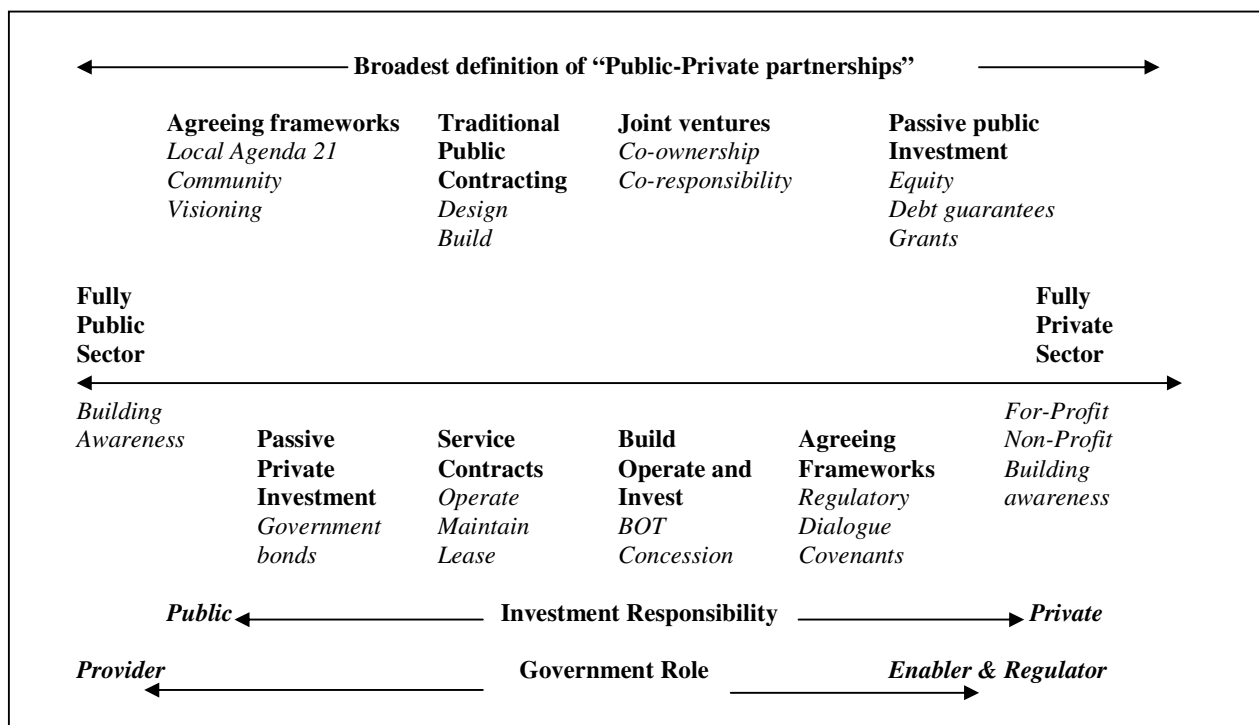 Broadest definition of “Public-Private partnerships”
Agreeing frameworks
Local Agenda 21
Community
Visioning
Traditional
Public
Contracting
Design
Build
Joint ventures
Co-ownership
Co-responsibility
Passive public
Investment
Equity
Debt guarantees
Grants
Fully
Public
Sector
Fully
Private
Sector
Building
Awareness
Passive
Private
Investment
Government
bonds
Service
Contracts
Operate
Maintain
Lease
Build
Operate and
Invest
BOT
Concession
Agreeing
Frameworks
Regulatory
Dialogue
Covenants
For-Profit
Non-Profit
Building
awareness
Public Investment Responsibility Private
Provider Government Role Enabler & Regulator